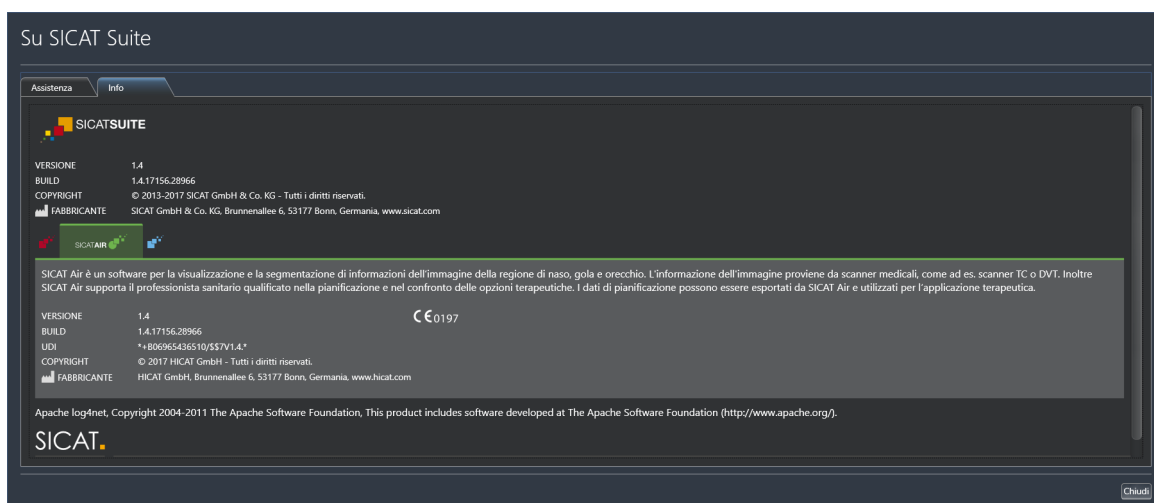 Su SICAT Suite
Assistenza
Info
SICATSUITE
VERSIONE 1.4
BUILD 1.4.17156.28966
COPYRIGHT © 2013-2017 SICAT GmbH & Co. KG - Tutti i diritti riservati.
FABBRICANTE SICAT GmbH & Co. KG, Brunnenallee 6, 53177 Bonn, Germania, www.sicat.com
SICATAIR
SICAT Air è un software per la visualizzazione e la segmentazione di informazioni dell'immagine della regione di naso, gola e orecchio. L'informazione dell'immagine proviene da scanner medicali, come ad es. scanner TC o DVT. Inoltre
SICAT Air supporta il professionista sanitario qualificato nella pianificazione e nel confronto delle opzioni terapeutiche. I dati di pianificazione possono essere esportati da SICAT Air e utilizzati per l'applicazione terapeutica.
VERSIONE 1.4 CE0197
BUILD 1.4.17156.28966
UDI *+B06965436510/$$7V1.4.*
COPYRIGHT © 2017 HICAT GmbH - Tutti i diritti riservati.
FABBRICANTE HICAT GmbH, Brunnenallee 6, 53177 Bonn, Germania, www.hicat.com
Apache log4net, Copyright 2004-2011 The Apache Software Foundation, This product includes software developed at The Apache Software Foundation (http://www.apache.org/).
SICAT.
Chiudi